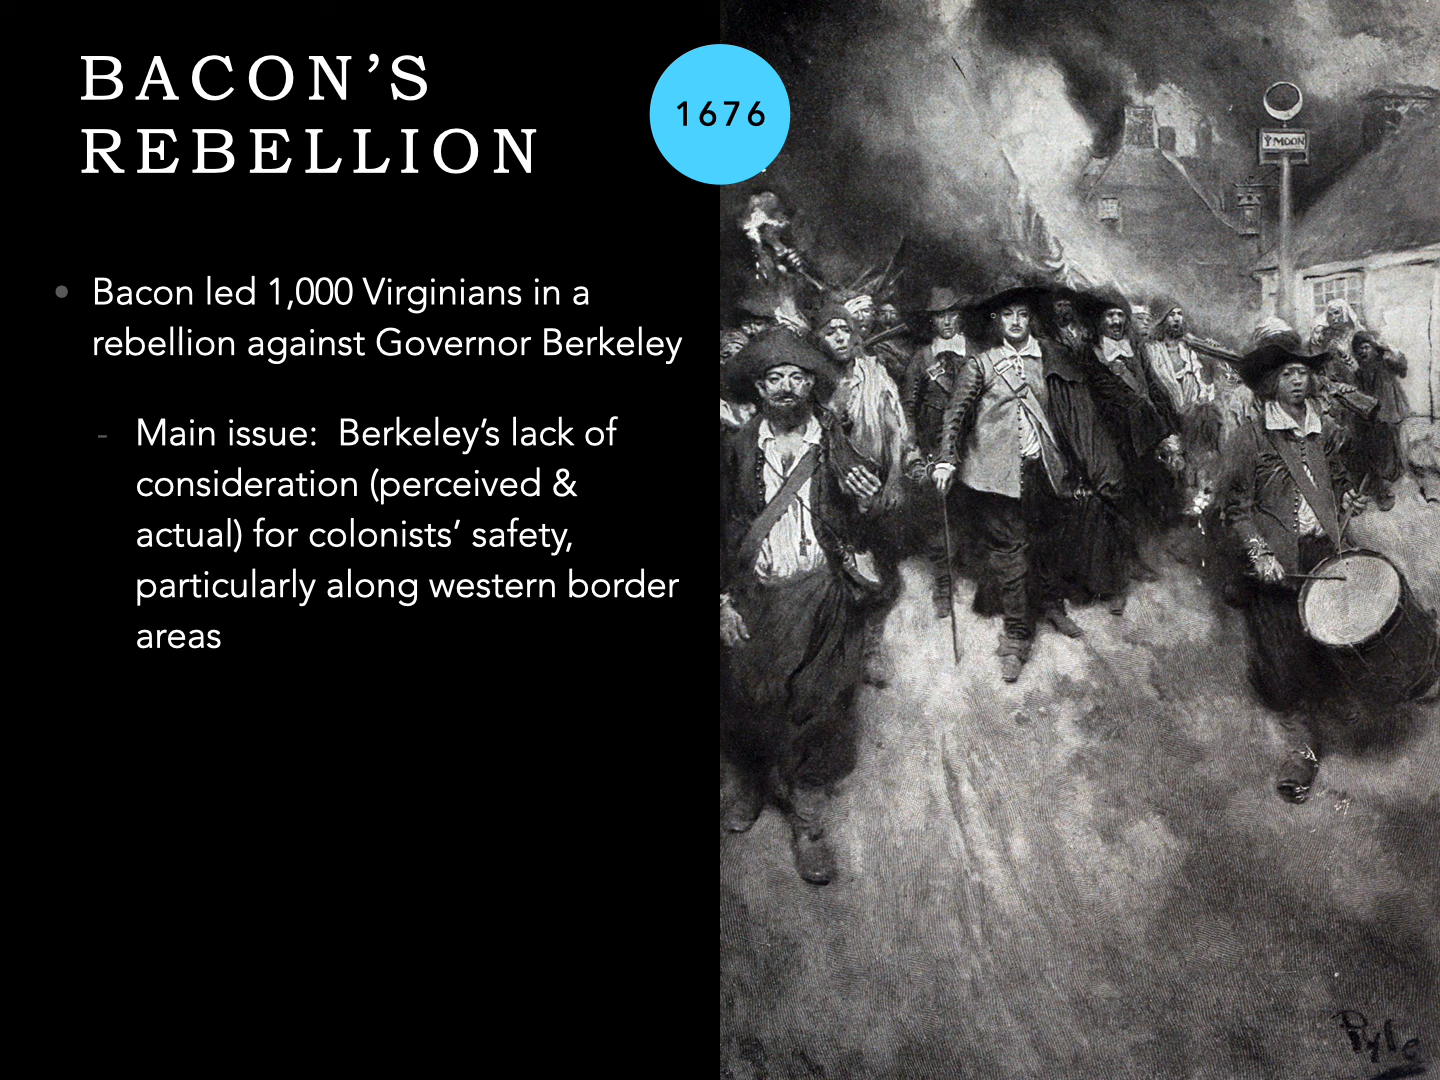 BACON’S
REBELLION
1676
• Bacon led 1,000 Virginians in a
rebellion against Governor Berkeley
- Main issue:  Berkeley’s lack of
consideration (perceived &
actual) for colonists’ safety,
particularly along western border
areas
Y MOON
Pyle